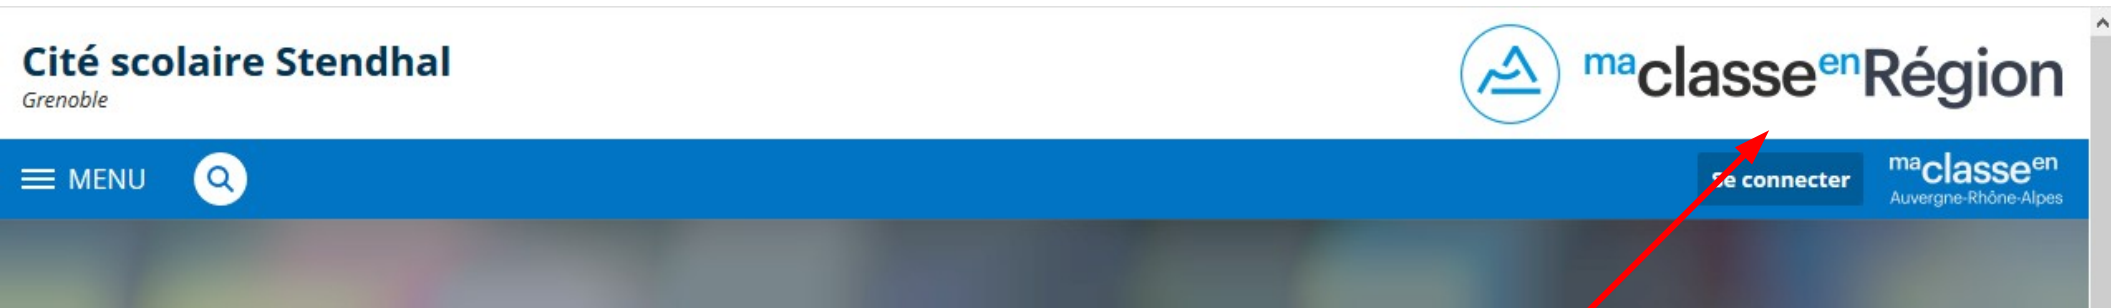 Cité scolaire Stendhal
Grenoble
maclasseenRégion
MENU
Se connecter
maclasseen
Auvergne-Rhône-Alpes